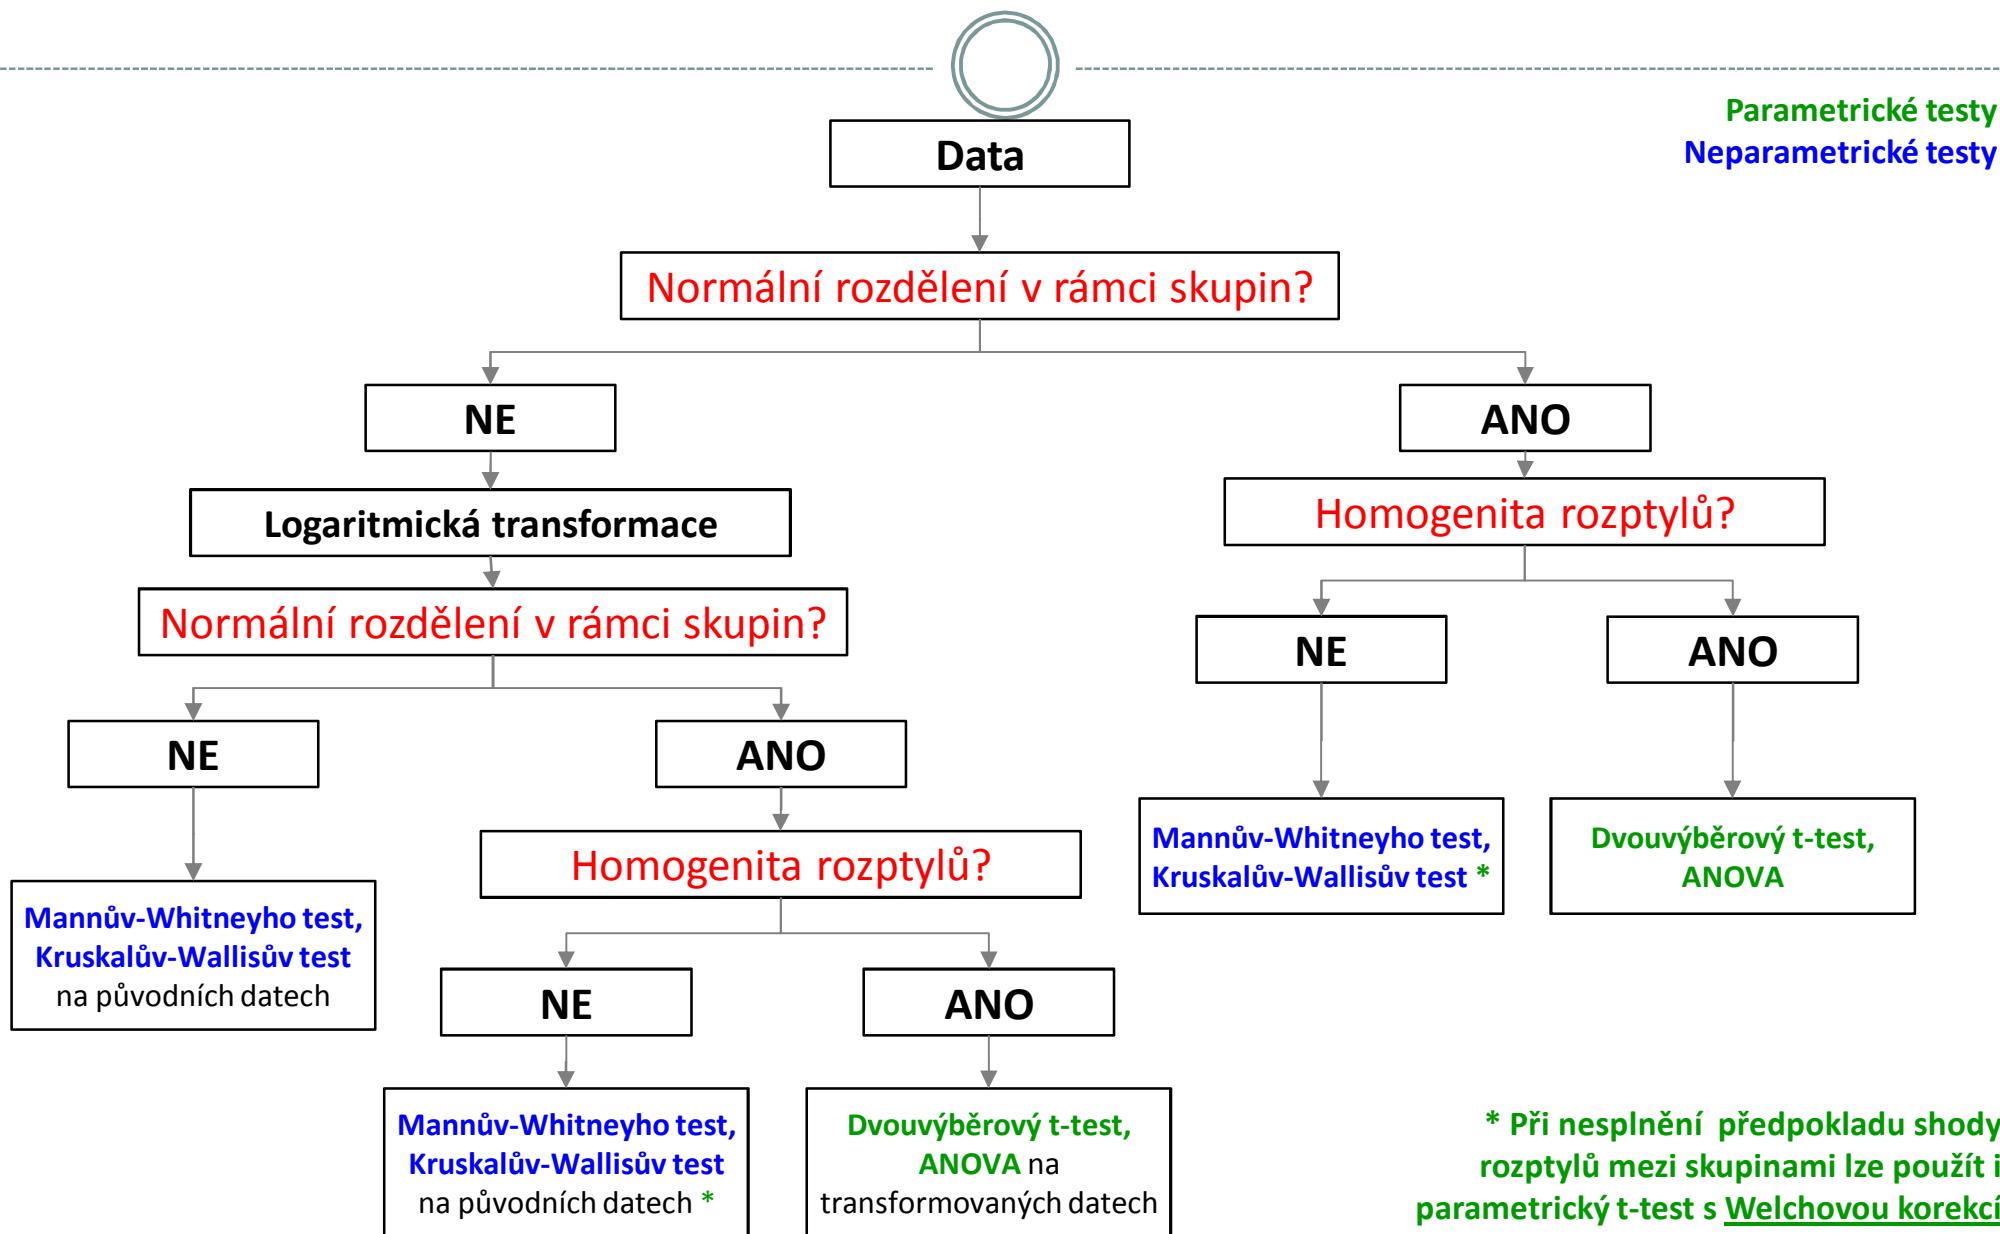 Parametrické testy
Neparametrické testy
Data
Normální rozdělení v rámci skupin?
NE
ANO
Logaritmická transformace
Homogenita rozptylů?
Normální rozdělení v rámci skupin?
NE
ANO
NE
ANO
Mannův-Whitneyho test,
Kruskalův-Wallisův test *
Dvouvýběrový t-test,
ANOVA
Homogenita rozptylů?
Mannův-Whitneyho test,
Kruskalův-Wallisův test
na původních datech
NE
ANO
Mannův-Whitneyho test,
Kruskalův-Wallisův test
na původních datech *
Dvouvýběrový t-test,
ANOVA na
transformovaných datech
* Při nesplnění předpokladu shody
rozptylů mezi skupinami lze použít i
parametrický t-test s Welchovou korekcí